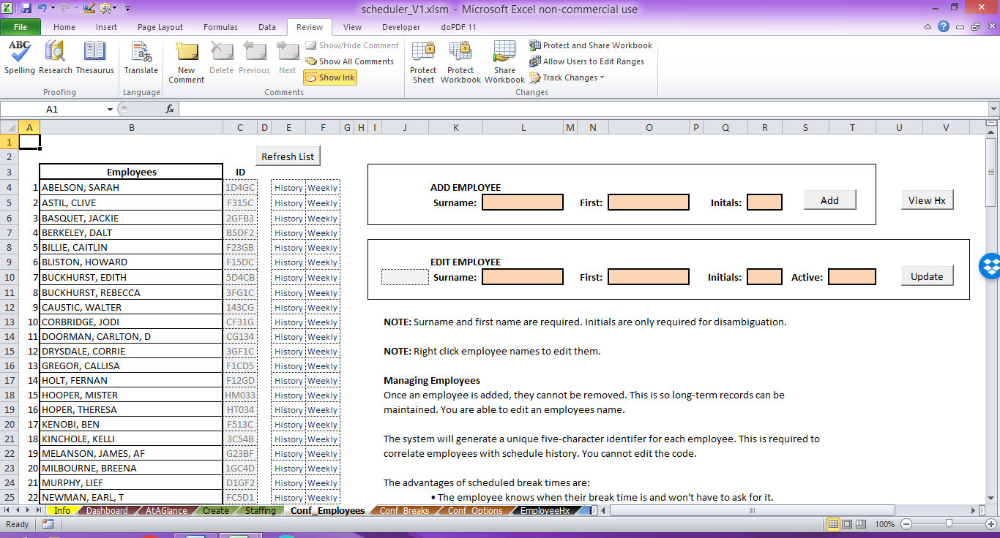 scheduler_V1.xlsm - Microsoft Excel non-commercial use
File Home Insert Page Layout Formulas Data Review View Developer doPDF 11
ABC
Spelling Research Thesaurus Translate New Comment Delete Previous Next
Show/Hide Comment
Show All Comments
Show Ink
Protect Sheet Protect Workbook Share Workbook
Protect and Share Workbook
Allow Users to Edit Ranges
Track Changes
Proofing Language Comments Changes
A1 fx
A B C D E F G H I J K L M N O P Q R S T U V
1
2 Refresh List
3 Employees ID
4 1 ABELSON, SARAH 1D4GC History Weekly ADD EMPLOYEE
5 2 ASTIL, CLIVE F315C History Weekly Surname: First: Initals: Add View Hx
6 3 BASQUET, JACKIE 2GFB3 History Weekly
7 4 BERKELEY, DALT B5DF2 History Weekly
8 5 BILLIE, CAITLIN F23GB History Weekly
9 6 BLISTON, HOWARD F15DC History Weekly EDIT EMPLOYEE
10 7 BUCKHURST, EDITH 5D4CB History Weekly Surname: First: Initials: Active: Update
11 8 BUCKHURST, REBECCA 3FG1C History Weekly
12 9 CAUSTIC, WALTER 143CG History Weekly
13 10 CORBRIDGE, JODI CF31G History Weekly NOTE: Surname and first name are required. Initials are only required for disambiguation.
14 11 DOORMAN, CARLTON, D CG134 History Weekly
15 12 DRYSDALE, CORRIE 3GF1C History Weekly NOTE: Right click employee names to edit them.
16 13 GREGOR, CALLISA F1CD5 History Weekly
17 14 HOLT, FERNAN F12GD History Weekly Managing Employees
18 15 HOOPER, MISTER HM033 History Weekly Once an employee is added, they cannot be removed. This is so long-term records can be
19 16 HOPER, THERESA HT034 History Weekly maintained. You are able to edit an employees name.
20 17 KENOBI, BEN F513C History Weekly
21 18 KINCHOLE, KELLI 3C54B History Weekly The system will generate a unique five-character identifer for each employee. This is required to
22 19 MELANSON, JAMES, AF G23BF History Weekly correlate employees with schedule history. You cannot edit the code.
23 20 MILBOURNE, BREENA 1GC4D History Weekly
24 21 MURPHY, LIEF D1GF2 History Weekly The advantages of scheduled break times are:
25 22 NEWMAN, EARL, T FC5D1 History Weekly • The employee knows when their break time is and won't have to ask for it.
Info Dashboard AtAGlance Create Staffing Conf_Employees Conf_Breaks Conf_Options EmployeeHx
Ready 100%